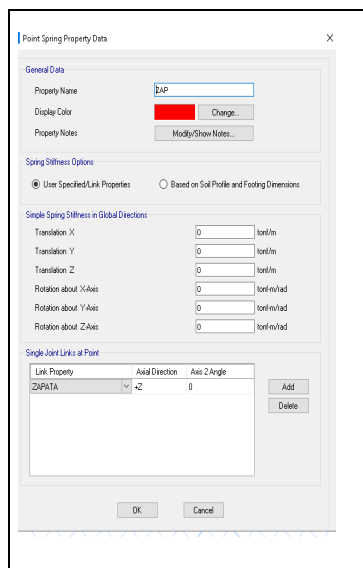 Point Spring Property Data
General Data
Property Name ZAP
Display Color Change...
Property Notes Modify/Show Notes...
Spring Stiffness Options
User Specified/Link Properties Based on Soil Profile and Footing Dimensions
Simple Spring Stiffness in Global Directions
Translation X 0 tonf/m
Translation Y 0 tonf/m
Translation Z 0 tonf/m
Rotation about X-Axis 0 tonf-m/rad
Rotation about Y-Axis 0 tonf-m/rad
Rotation about Z-Axis 0 tonf-m/rad
Single Joint Links at Point
Link Property Axial Direction Axis 2 Angle
ZAPATA +Z 0 Add
Delete
OK Cancel